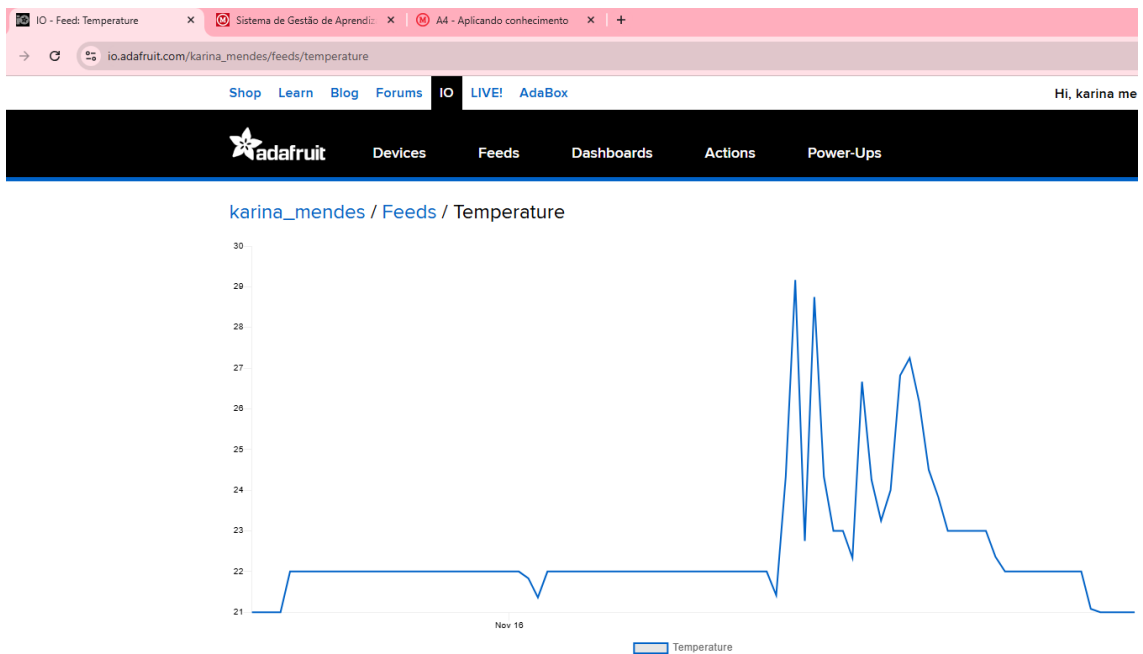 IO - Feed: Temperature
Sistema de Gestão de Aprendiz
A4 - Aplicando conhecimento
io.adafruit.com/karina_mendes/feeds/temperature
Shop Learn Blog Forums IO LIVE! AdaBox
Hi, karina me
adafruit Devices Feeds Dashboards Actions Power-Ups
karina_mendes / Feeds / Temperature
30
29
28
27
26
25
24
23
22
21
Nov 16
Temperature